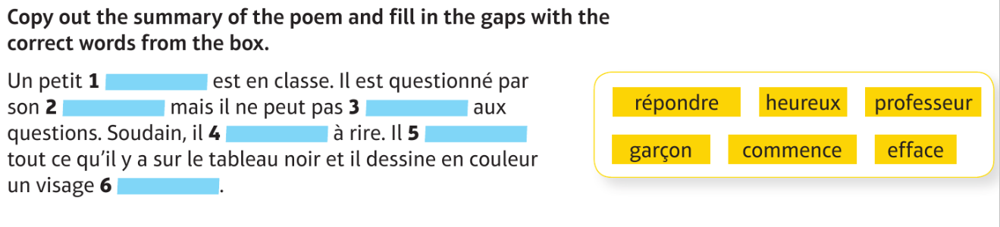 Copy out the summary of the poem and fill in the gaps with the
correct words from the box.
Un petit 1 est en classe. Il est questionné par
son 2 mais il ne peut pas 3 aux
questions. Soudain, il 4 à rire. Il 5
tout ce qu'il y a sur le tableau noir et il dessine en couleur
un visage 6 .
répondre heureux professeur
garçon commence efface